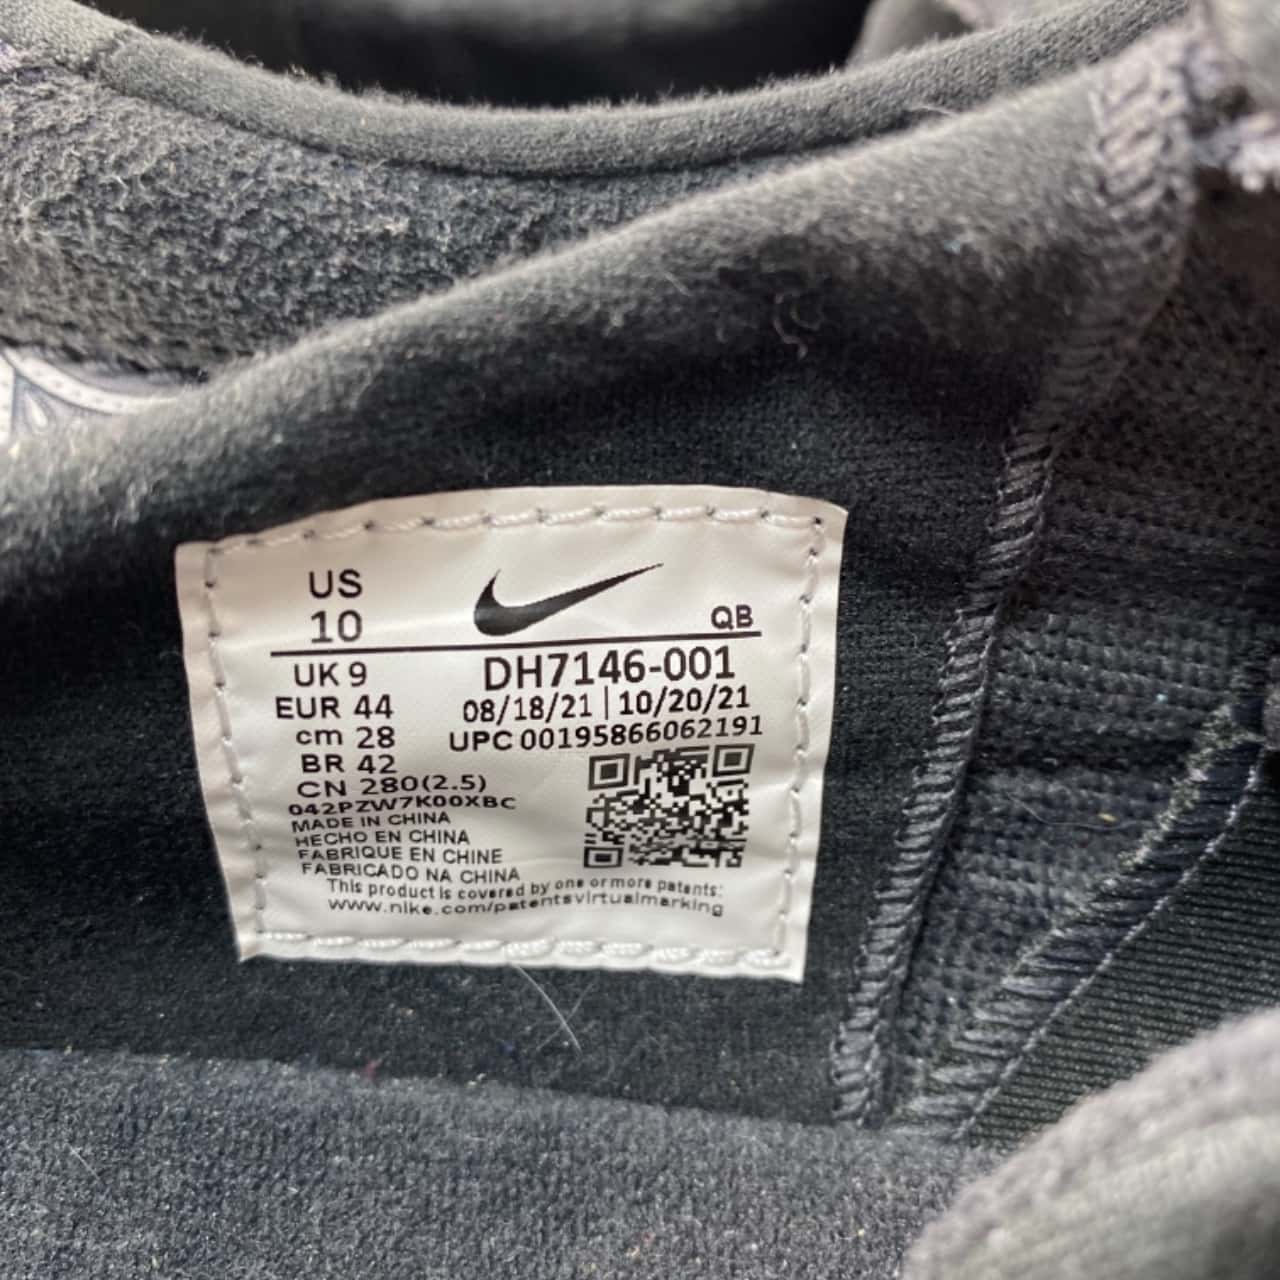 US
10
QB
UK 9
DH7146-001
EUR 44
08/18/21 | 10/20/21
cm 28
UPC 00195866062191
BR 42
CN 280(2.5)
042PZW7K00XBC
MADE IN CHINA
HECHO EN CHINA
FABRIQUE EN CHINE
FABRICADO NA CHINA
This product is covered by one or more patents:
www.nike.com/patentsvirtualmarking